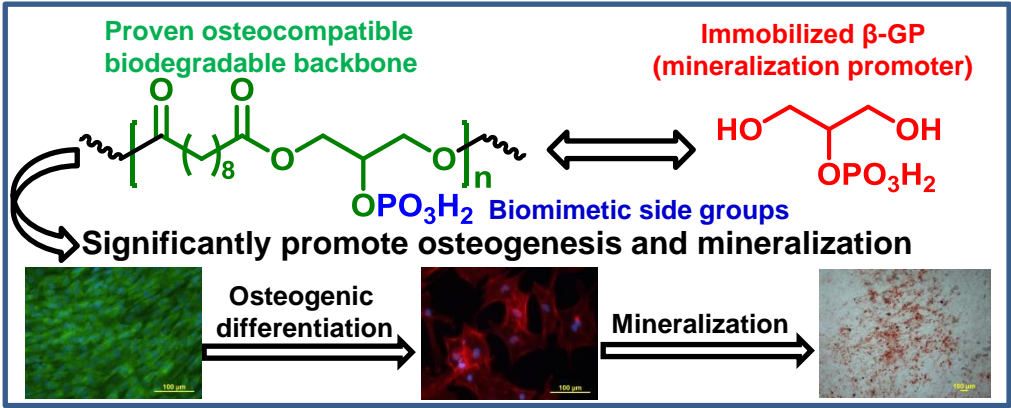 Proven osteocompatible
biodegradable backbone
Immobilized β-GP
(mineralization promoter)
O
O
8
O
O
n
OPO3H2
Biomimetic side groups
HO
OH
OPO3H2
Significantly promote osteogenesis and mineralization
Osteogenic
differentiation
Mineralization
100 µm
100 µm
100 µm